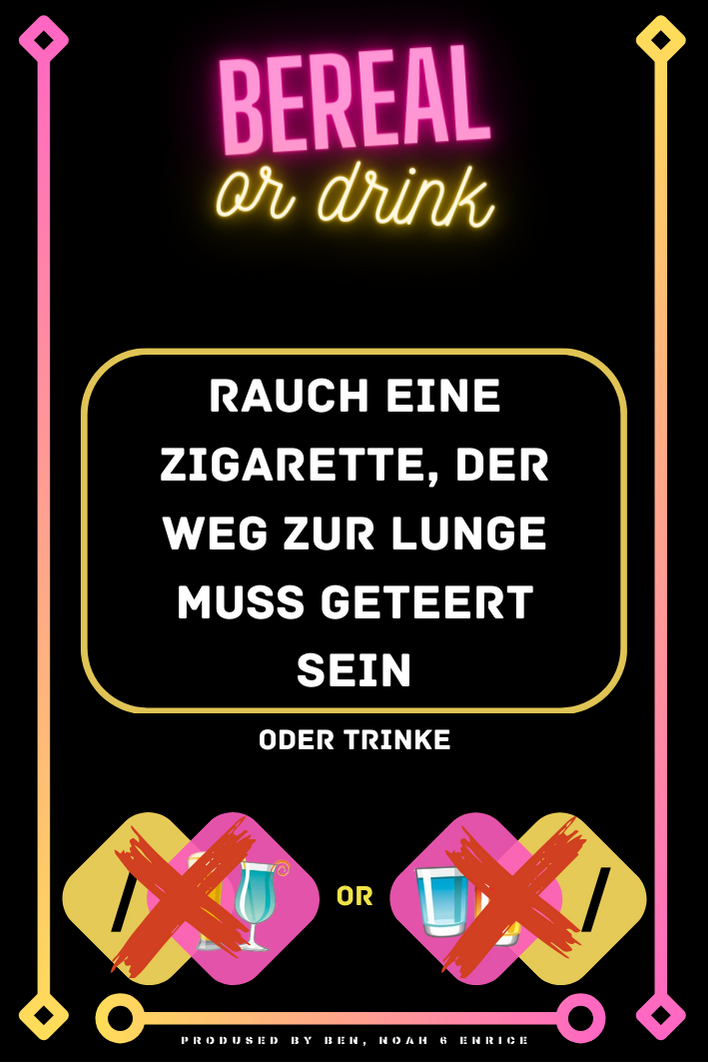 BEREAL
or drink
RAUCH EINE
ZIGARETTE, DER
WEG ZUR LUNGE
MUSS GETEERT
SEIN
ODER TRINKE
/ OR /
PRODUSED BY BEN, NOAH & ENRICE